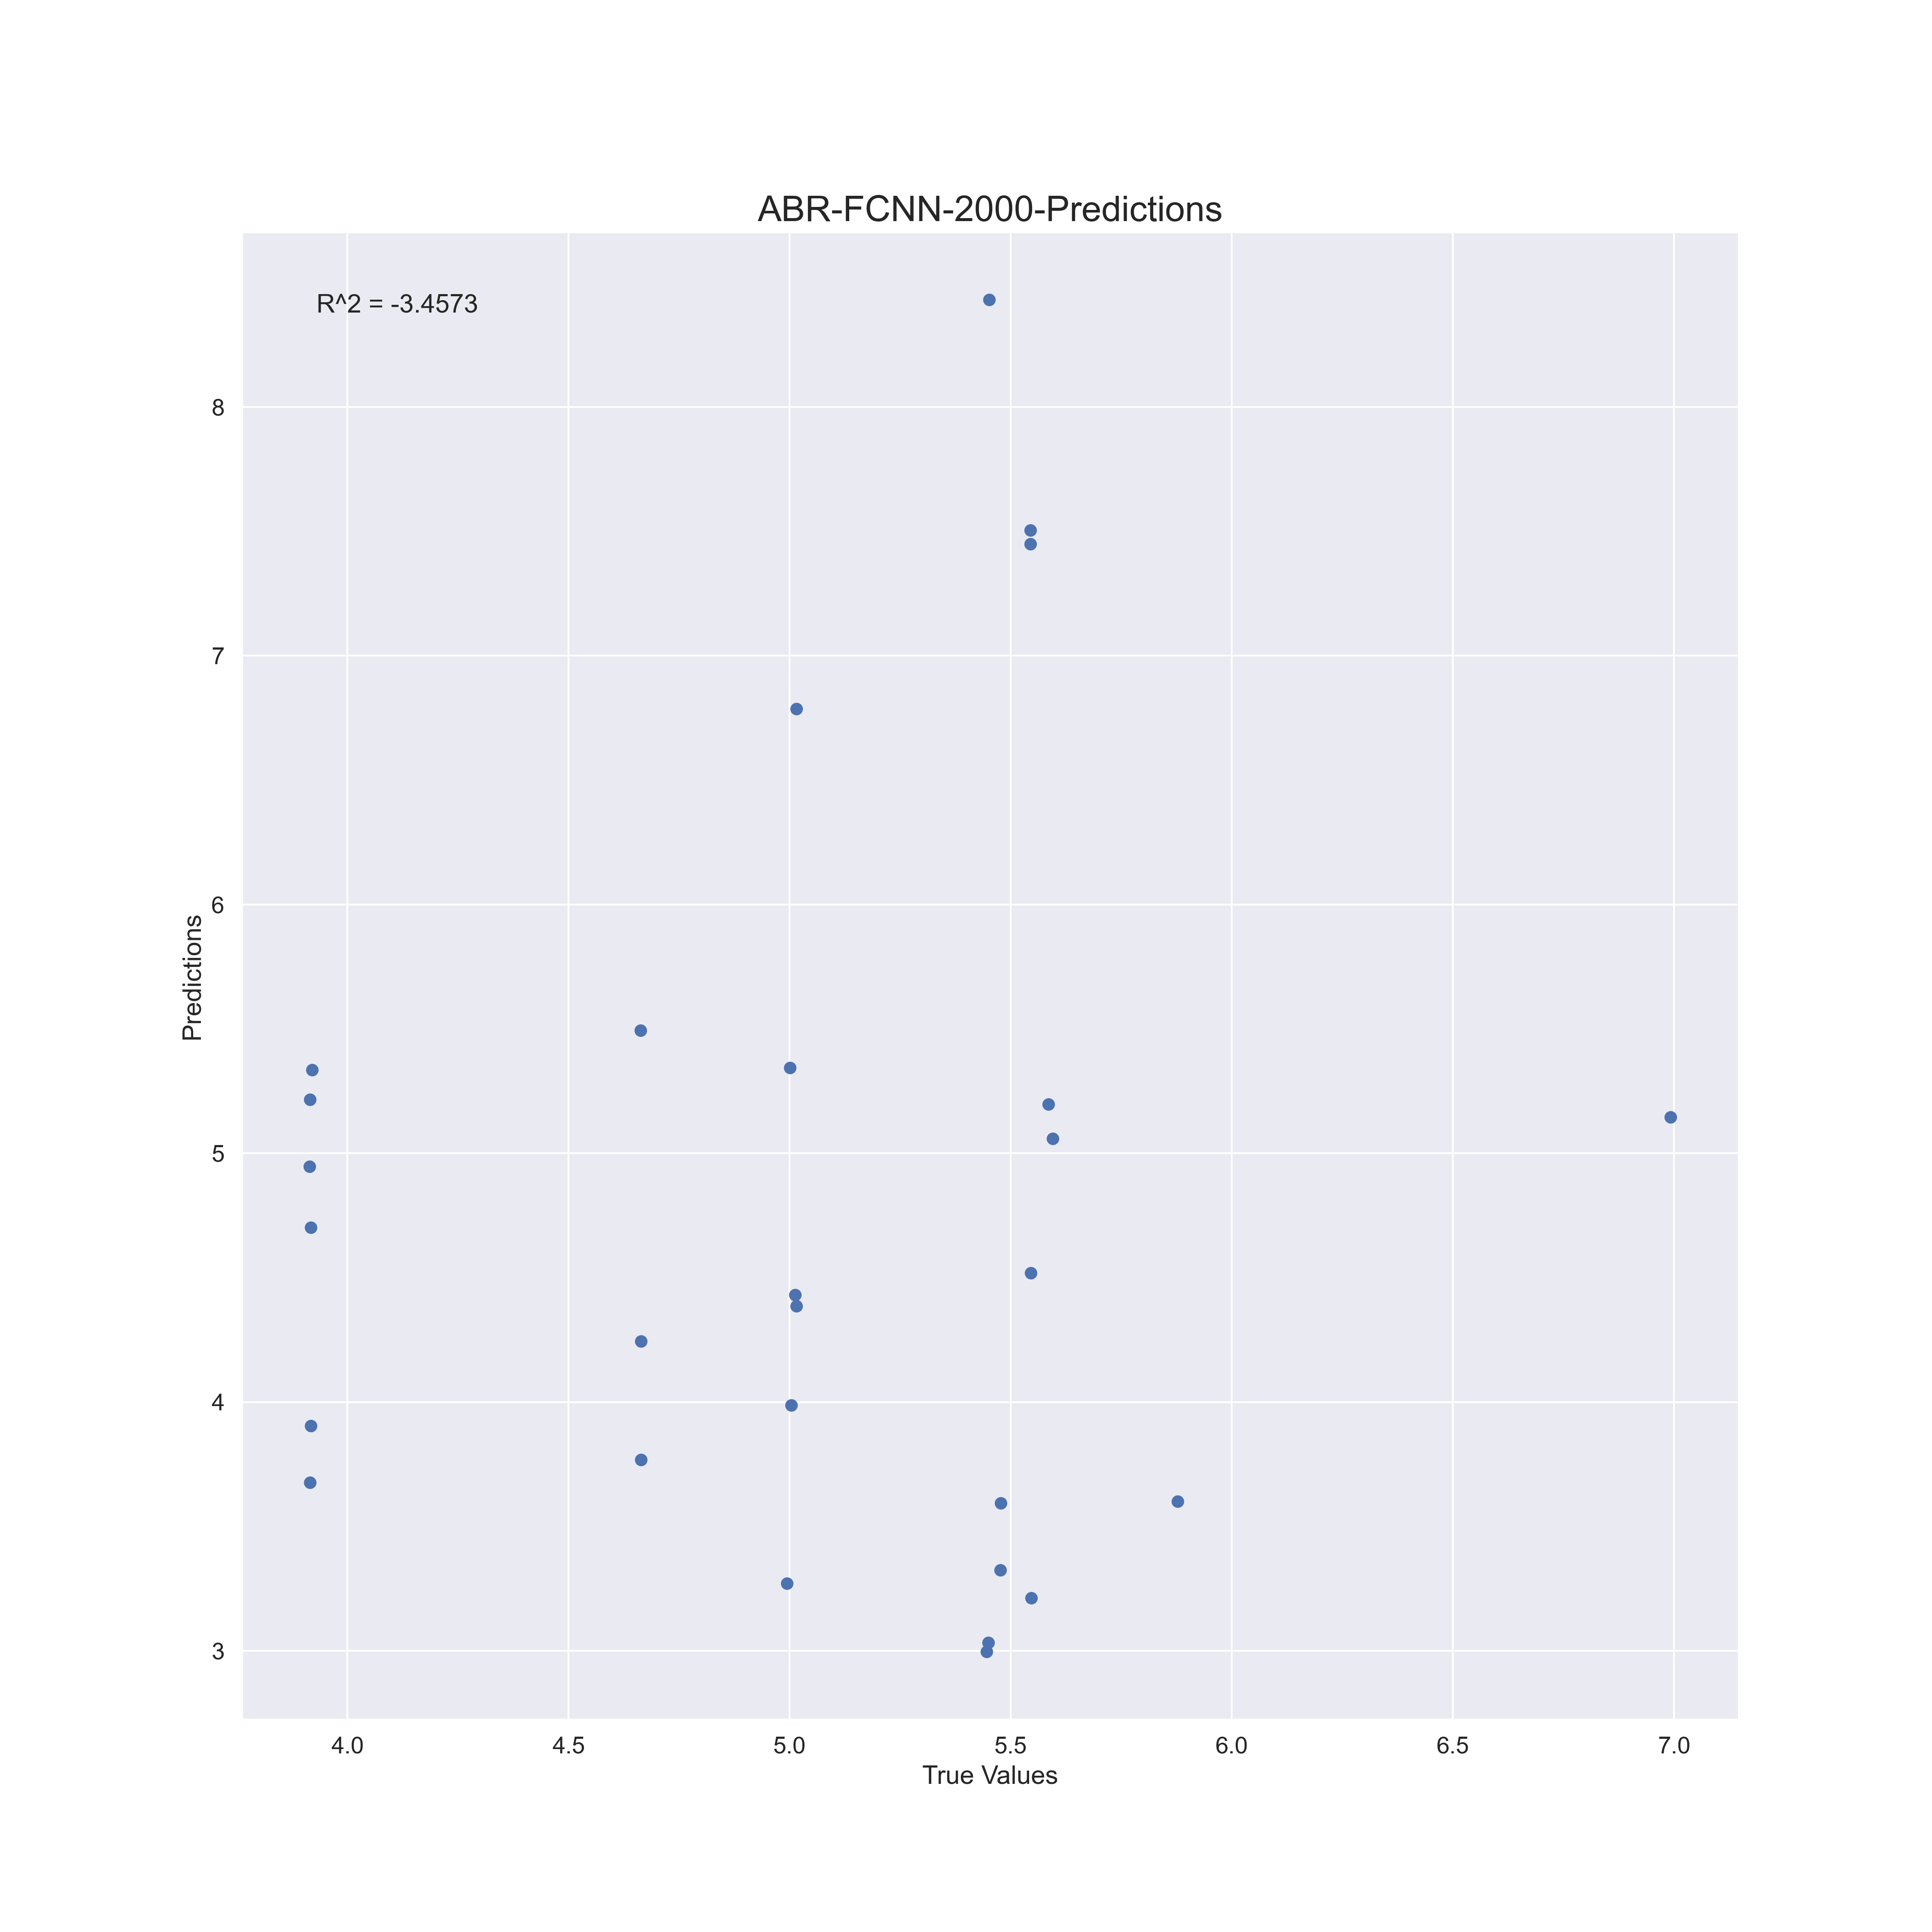 ABR-FCNN-2000-Predictions
R^2 = -3.4573
8
7
6
5
4
3
Predictions
4.0 4.5 5.0 5.5 6.0 6.5 7.0
True Values